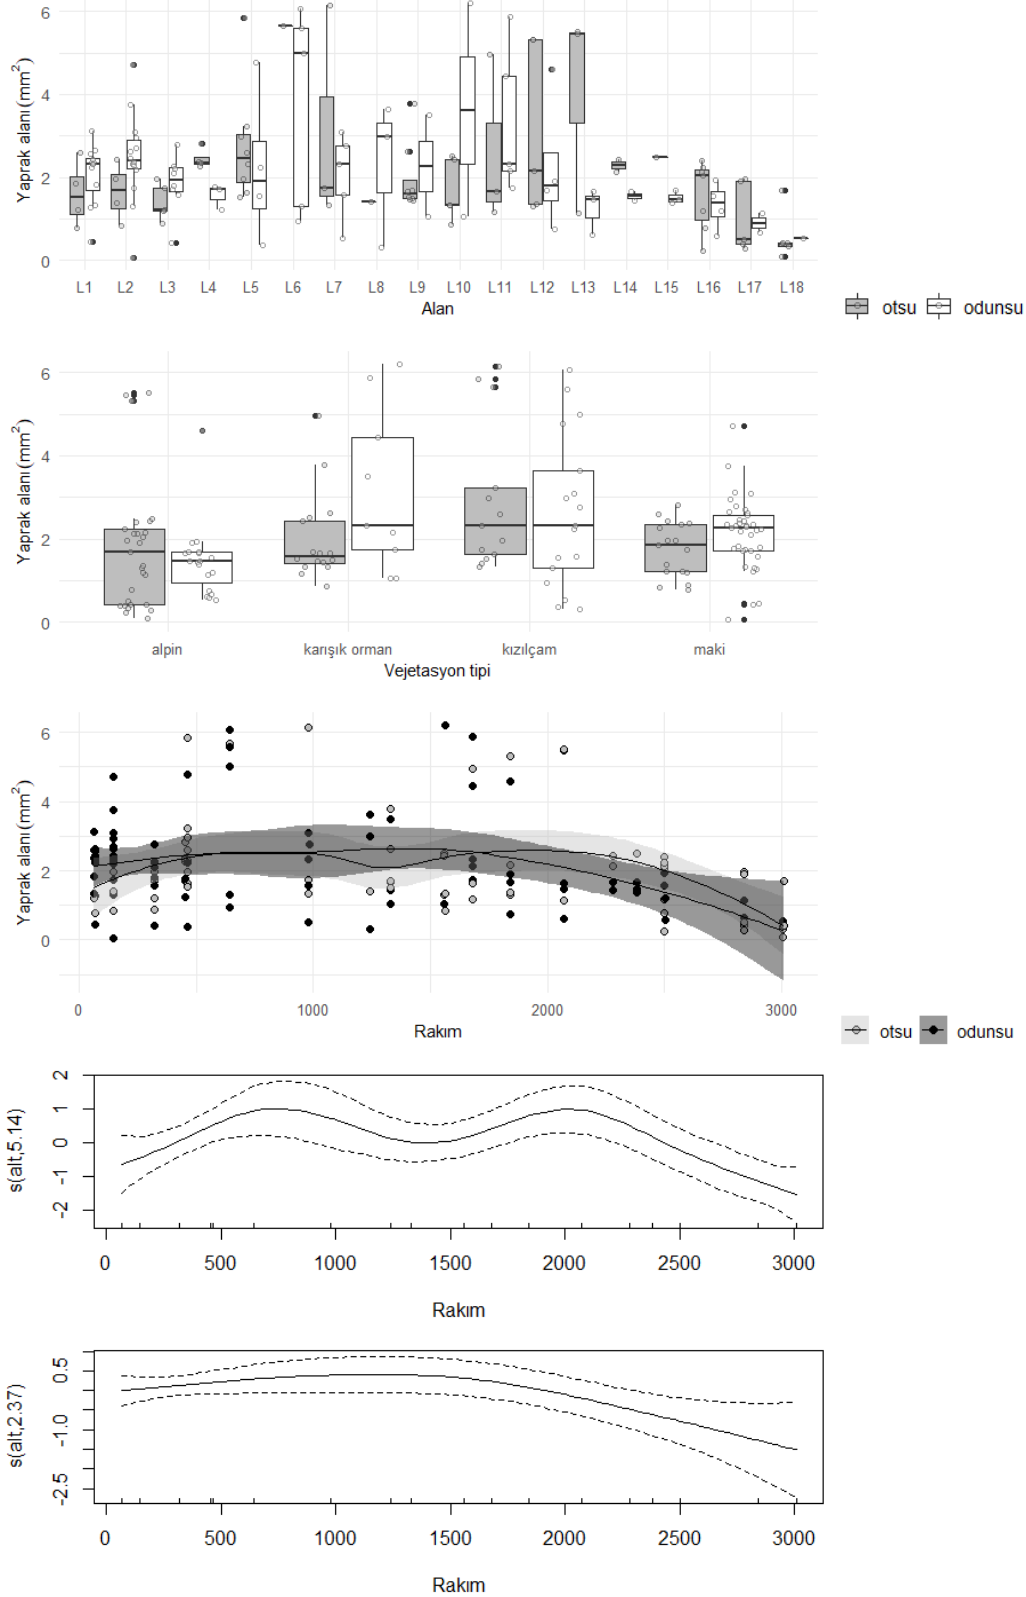 Yaprak alanı(mm²)
6
4
2
0
L1 L2 L3 L4 L5 L6 L7 L8 L9 L10 L11 L12 L13 L14 L15 L16 L17 L18
Alan
otsu odunsu
Yaprak alanı(mm²)
6
4
2
0
alpin karışık orman kızılçam maki
Vejetasyon tipi
Yaprak alanı(mm²)
6
4
2
0
0 1000 2000 3000
Rakım
otsu odunsu
s(alt,5.14)
2
1
0
-1
-2
0 500 1000 1500 2000 2500 3000
Rakım
s(alt,2.37)
0.5
-1.0
-2.5
0 500 1000 1500 2000 2500 3000
Rakım